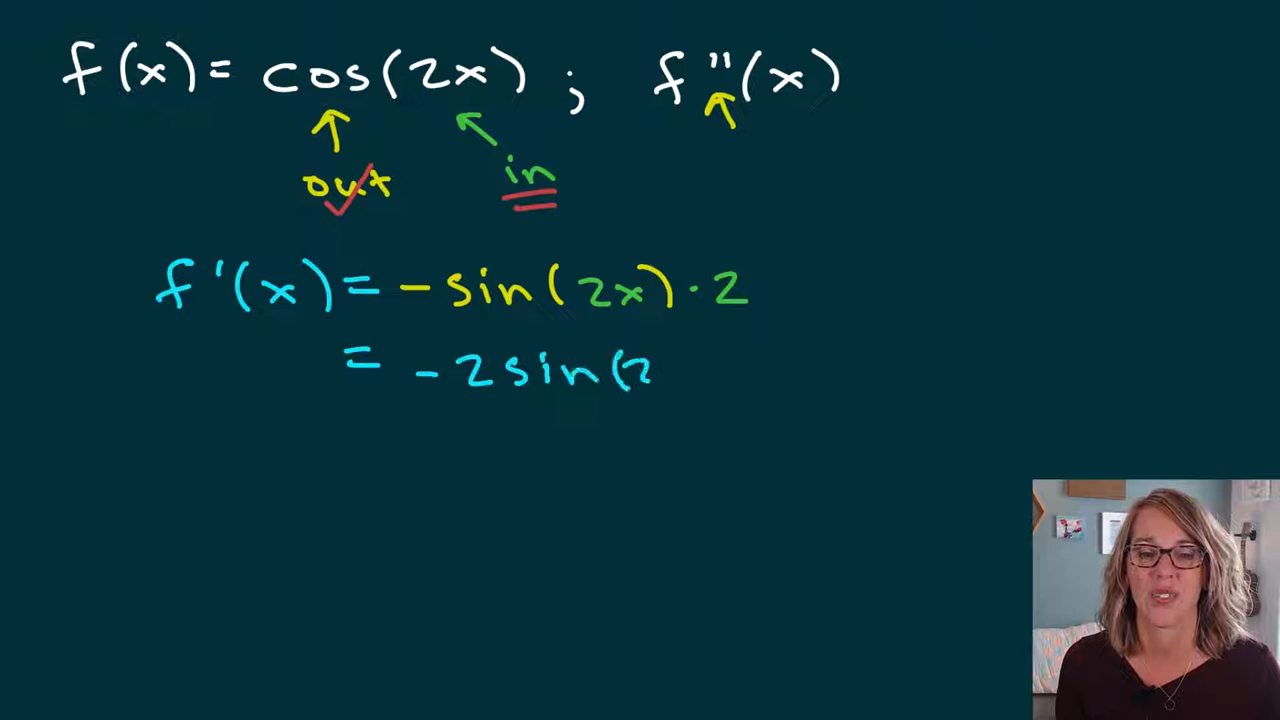 f(x) = cos(2x) ; f''(x)
out in
f'(x) = -sin(2x)·2
= -2sin(2